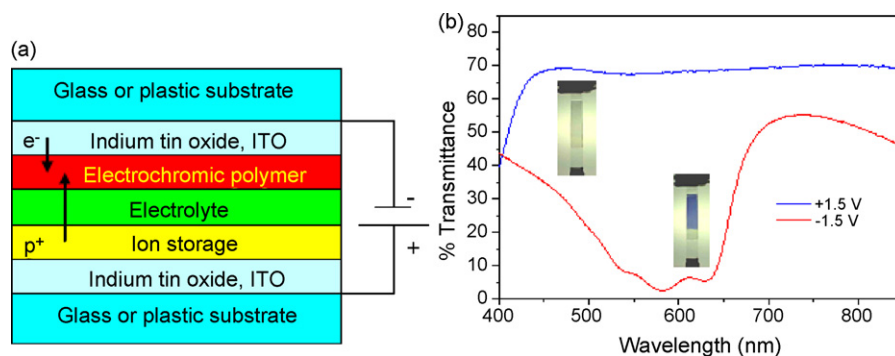 (a)
Glass or plastic substrate
e⁻
Indium tin oxide, ITO
Electrochromic polymer
Electrolyte
p⁺
Ion storage
Indium tin oxide, ITO
Glass or plastic substrate
-
+
(b)
% Transmittance
85
80
70
60
50
40
30
20
10
0
400
500
600
700
800
Wavelength (nm)
+1.5 V
-1.5 V